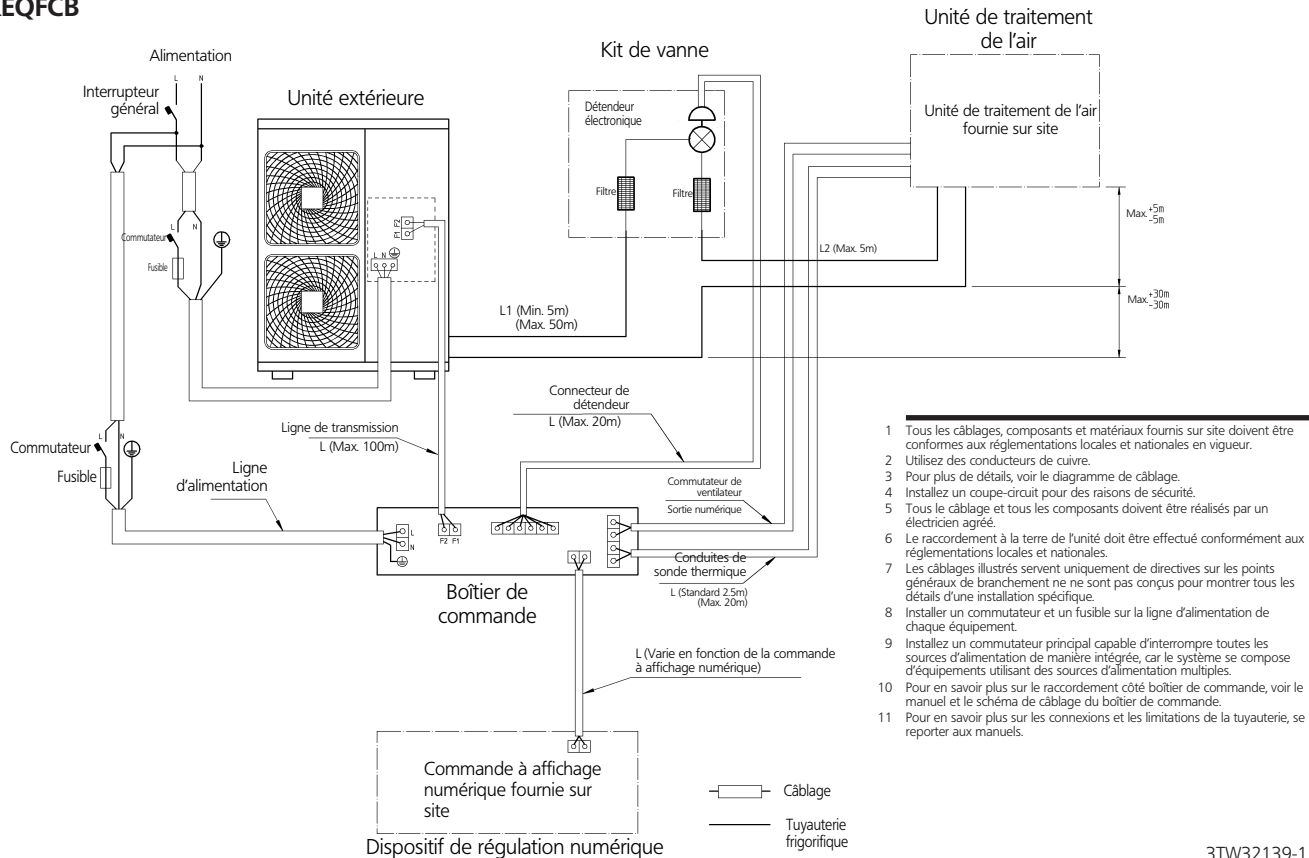 EQFCB
Alimentation
L N
Interrupteur
général
Unité extérieure
Kit de vanne
Unité de traitement
de l'air
Détendeur
électronique
Filtre
Filtre
Unité de traitement de l'air
fournie sur site
Max. +5m
-5m
L2 (Max. 5m)
Max. +30m
-30m
L N
Commutateur
Fusible
F1 F2
L N
L1 (Min. 5m)
(Max. 50m)
Connecteur de
détendeur
L (Max. 20m)
Ligne de transmission
L (Max. 100m)
L N
Commutateur
Fusible
Ligne
d'alimentation
Commutateur de
ventilateur
Sortie numérique
L
N
F2 F1
Conduites de
sonde thermique
L (Standard 2.5m)
(Max. 20m)
Boîtier de
commande
L (Varie en fonction de la commande
à affichage numérique)
Commande à affichage
numérique fournie sur
site
Dispositif de régulation numérique
Câblage
Tuyauterie
frigorifique
1 Tous les câblages, composants et matériaux fournis sur site doivent être
conformes aux réglementations locales et nationales en vigueur.
2 Utilisez des conducteurs de cuivre.
3 Pour plus de détails, voir le diagramme de câblage.
4 Installez un coupe-circuit pour des raisons de sécurité.
5 Tous le câblage et tous les composants doivent être réalisés par un
électricien agréé.
6 Le raccordement à la terre de l'unité doit être effectué conformément aux
réglementations locales et nationales.
7 Les câblages illustrés servent uniquement de directives sur les points
généraux de branchement ne ne sont pas conçus pour montrer tous les
détails d'une installation spécifique.
8 Installer un commutateur et un fusible sur la ligne d'alimentation de
chaque équipement.
9 Installez un commutateur principal capable d'interrompre toutes les
sources d'alimentation de manière intégrée, car le système se compose
d'équipements utilisant des sources d'alimentation multiples.
10 Pour en savoir plus sur le raccordement côté boîtier de commande, voir le
manuel et le schéma de câblage du boîtier de commande.
11 Pour en savoir plus sur les connexions et les limitations de la tuyauterie, se
reporter aux manuels.
3TW32139-1